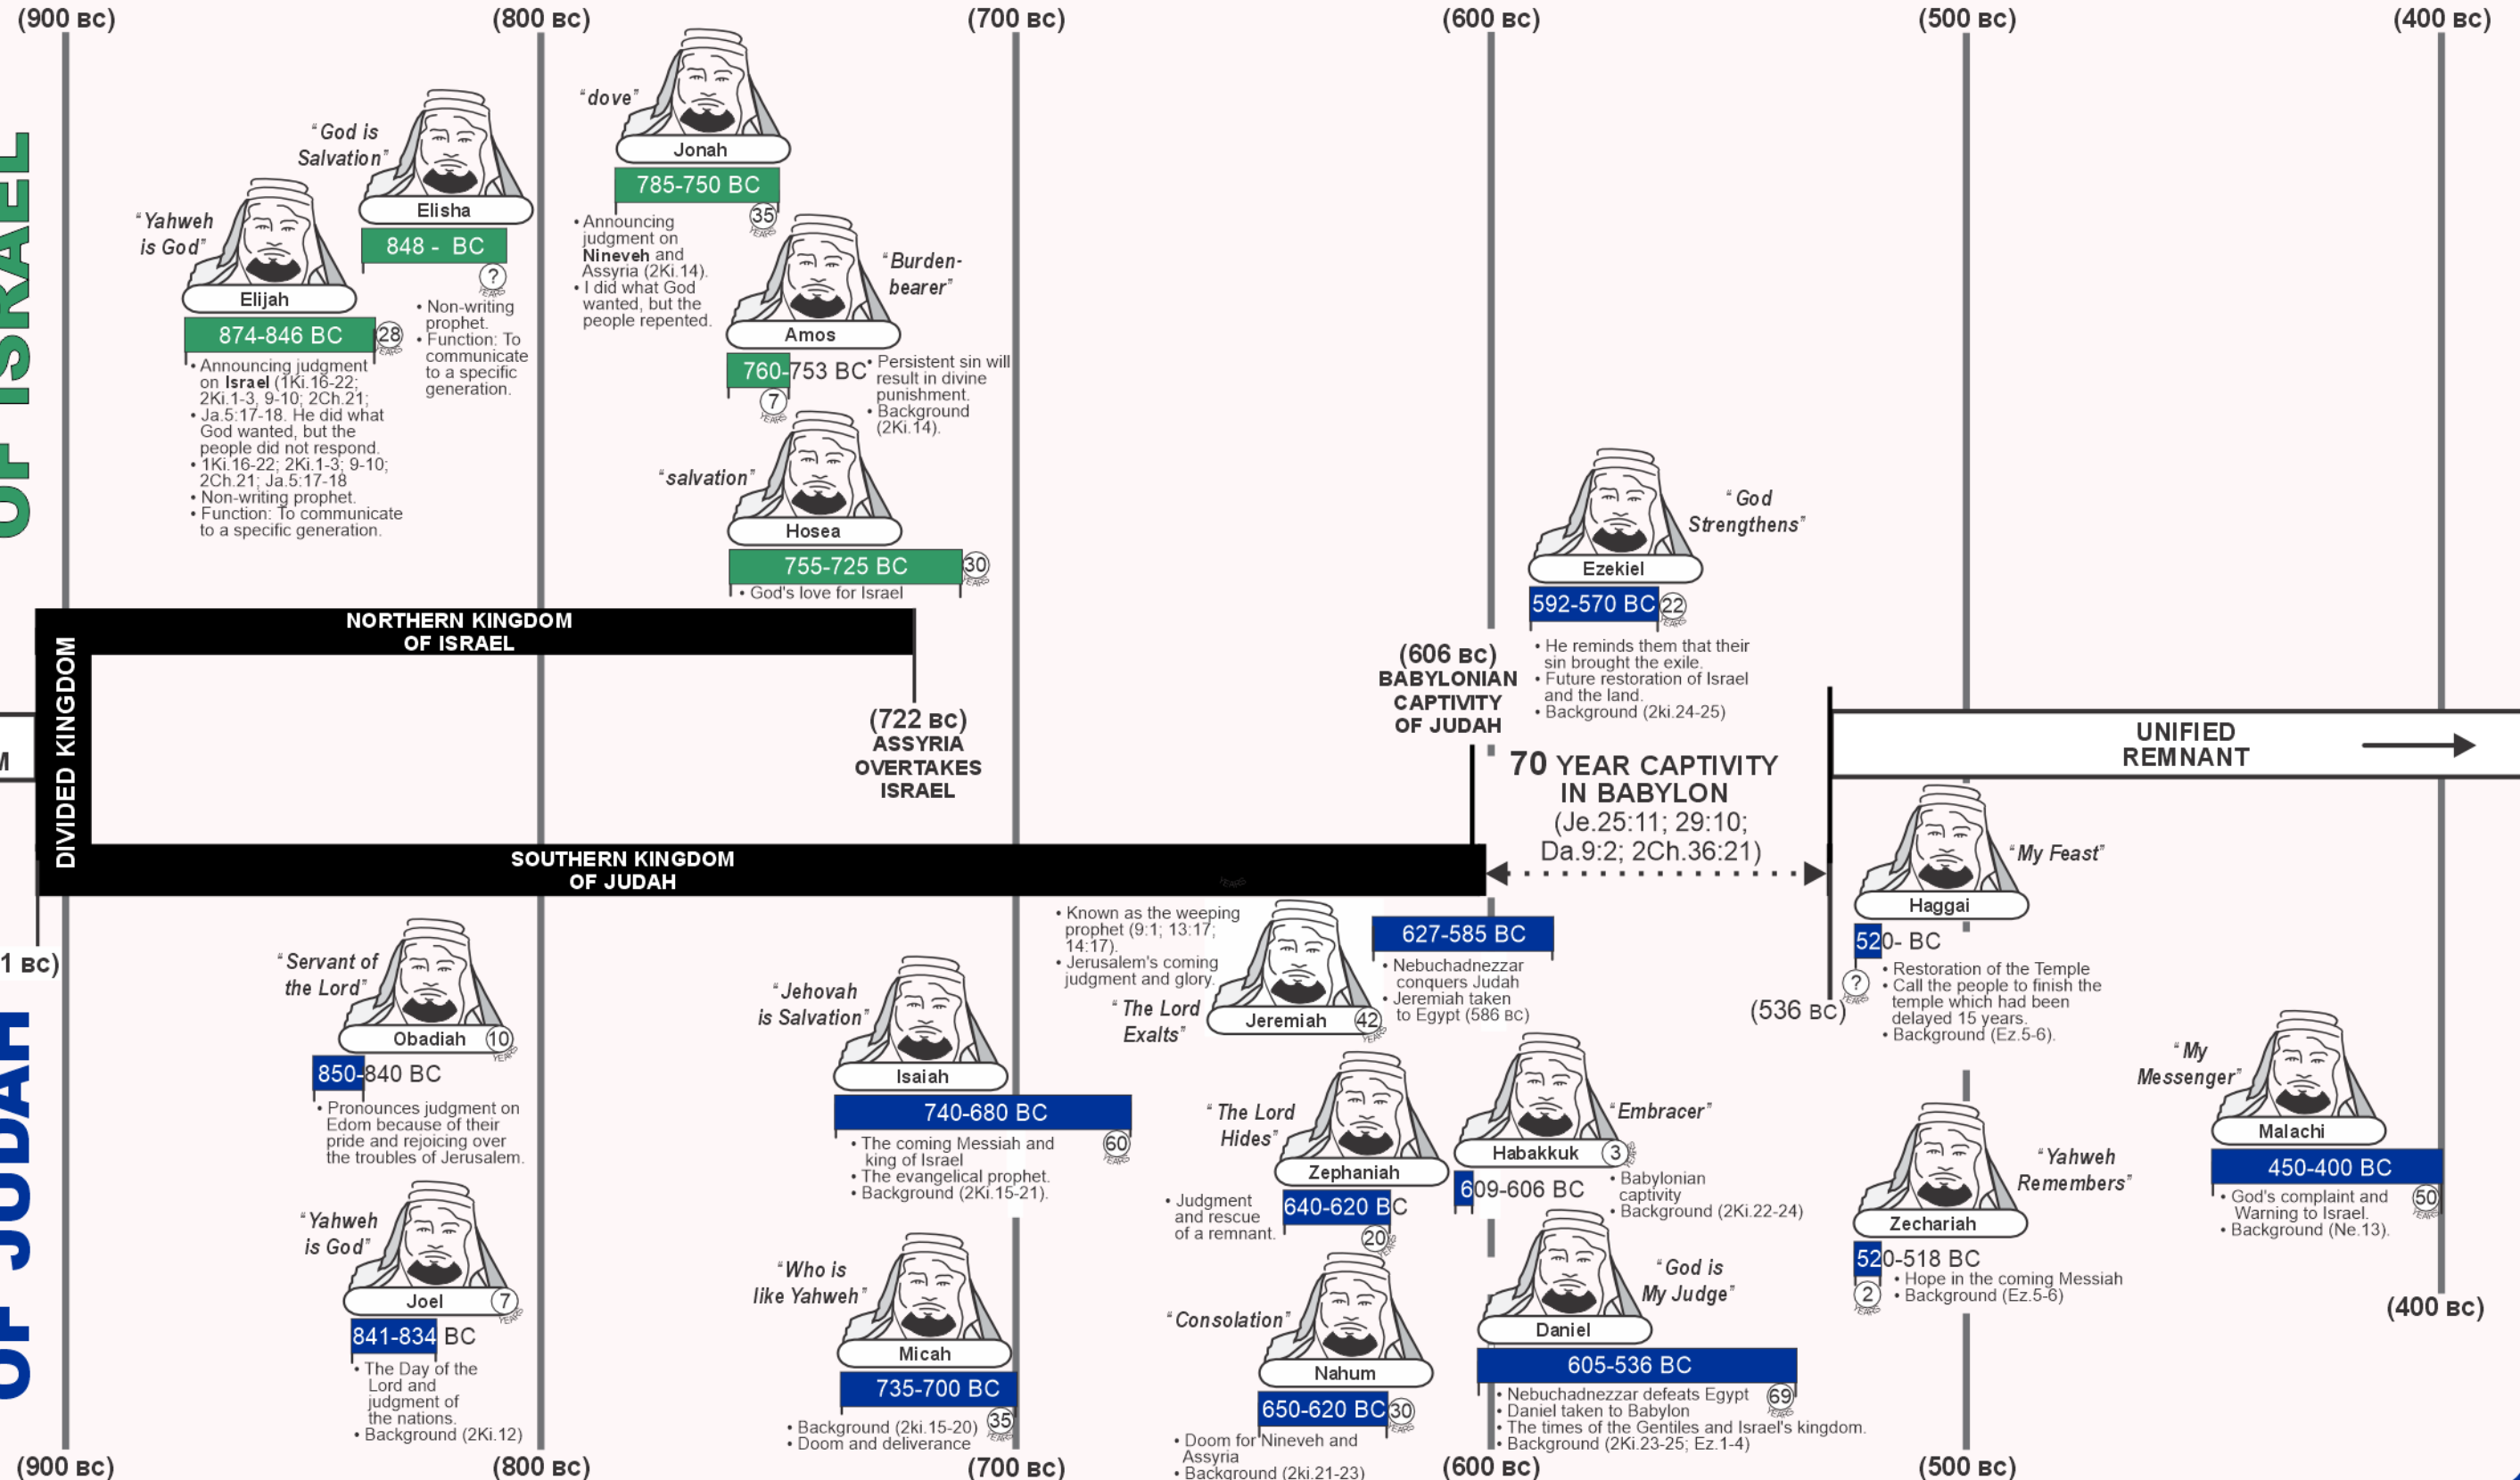 (900 BC)
(800 BC)
(700 BC)
(600 BC)
(500 BC)
(400 BC)
OF ISRAEL
“Yahweh
is God”
Elijah
874-846 BC
28
YEARS
• Announcing judgment
on Israel (1Ki.16-22;
2Ki.1-3, 9-10; 2Ch.21;
• Ja.5:17-18. He did what
God wanted, but the
people did not respond.
• 1Ki.16-22; 2Ki.1-3; 9-10;
2Ch.21; Ja.5:17-18
• Non-writing prophet.
• Function: To communicate
to a specific generation.
“God is
Salvation”
Elisha
848 - BC
?
YEARS
• Non-writing
prophet.
• Function: To
communicate
to a specific
generation.
“dove”
Jonah
785-750 BC
35
YEARS
• Announcing
judgment on
Nineveh and
Assyria (2Ki.14).
• I did what God
wanted, but the
people repented.
“Burden-
bearer”
Amos
760-753 BC
7
YEARS
• Persistent sin will
result in divine
punishment.
• Background
(2Ki.14).
“salvation”
Hosea
755-725 BC
30
YEARS
• God's love for Israel
“God
Strengthens”
Ezekiel
592-570 BC
22
YEARS
• He reminds them that their
sin brought the exile.
• Future restoration of Israel
and the land.
• Background (2ki.24-25)
NORTHERN KINGDOM
OF ISRAEL
DIVIDED KINGDOM
M
(722 BC)
ASSYRIA
OVERTAKES
ISRAEL
(606 BC)
BABYLONIAN
CAPTIVITY
OF JUDAH
70 YEAR CAPTIVITY
IN BABYLON
(Je.25:11; 29:10;
Da.9:2; 2Ch.36:21)
UNIFIED
REMNANT
SOUTHERN KINGDOM
OF JUDAH
YEARS
1 BC)
(536 BC)
OF JUDAH
“Servant of
the Lord”
Obadiah
10
YEARS
850-840 BC
• Pronounces judgment on
Edom because of their
pride and rejoicing over
the troubles of Jerusalem.
“Yahweh
is God”
Joel
7
YEARS
841-834 BC
• The Day of the
Lord and
judgment of
the nations.
• Background (2Ki.12)
“Jehovah
is Salvation”
Isaiah
740-680 BC
60
YEARS
• The coming Messiah and
king of Israel
• The evangelical prophet.
• Background (2Ki.15-21).
“Who is
like Yahweh”
Micah
735-700 BC
35
YEARS
• Background (2ki.15-20)
• Doom and deliverance
• Known as the weeping
prophet (9:1; 13:17;
14:17).
• Jerusalem's coming
judgment and glory.
“The Lord
Exalts”
Jeremiah
42
YEARS
627-585 BC
• Nebuchadnezzar
conquers Judah
• Jeremiah taken
to Egypt (586 BC)
“The Lord
Hides”
Zephaniah
640-620 BC
20
YEARS
• Judgment
and rescue
of a remnant.
“Embracer”
Habakkuk
3
YEARS
609-606 BC
• Babylonian
captivity
• Background (2Ki.22-24)
“Consolation”
Nahum
650-620 BC
30
YEARS
• Doom for Nineveh and
Assyria
• Background (2ki.21-23)
“God is
My Judge”
Daniel
605-536 BC
69
YEARS
• Nebuchadnezzar defeats Egypt
• Daniel taken to Babylon
• The times of the Gentiles and Israel's kingdom.
• Background (2Ki.23-25; Ez.1-4)
“My Feast”
Haggai
520- BC
?
YEARS
• Restoration of the Temple
• Call the people to finish the
temple which had been
delayed 15 years.
• Background (Ez.5-6).
“Yahweh
Remembers”
Zechariah
520-518 BC
2
YEARS
• Hope in the coming Messiah
• Background (Ez.5-6)
“My
Messenger”
Malachi
450-400 BC
50
YEARS
• God's complaint and
Warning to Israel.
• Background (Ne.13).
(400 BC)
(900 BC)
(800 BC)
(700 BC)
(600 BC)
(500 BC)